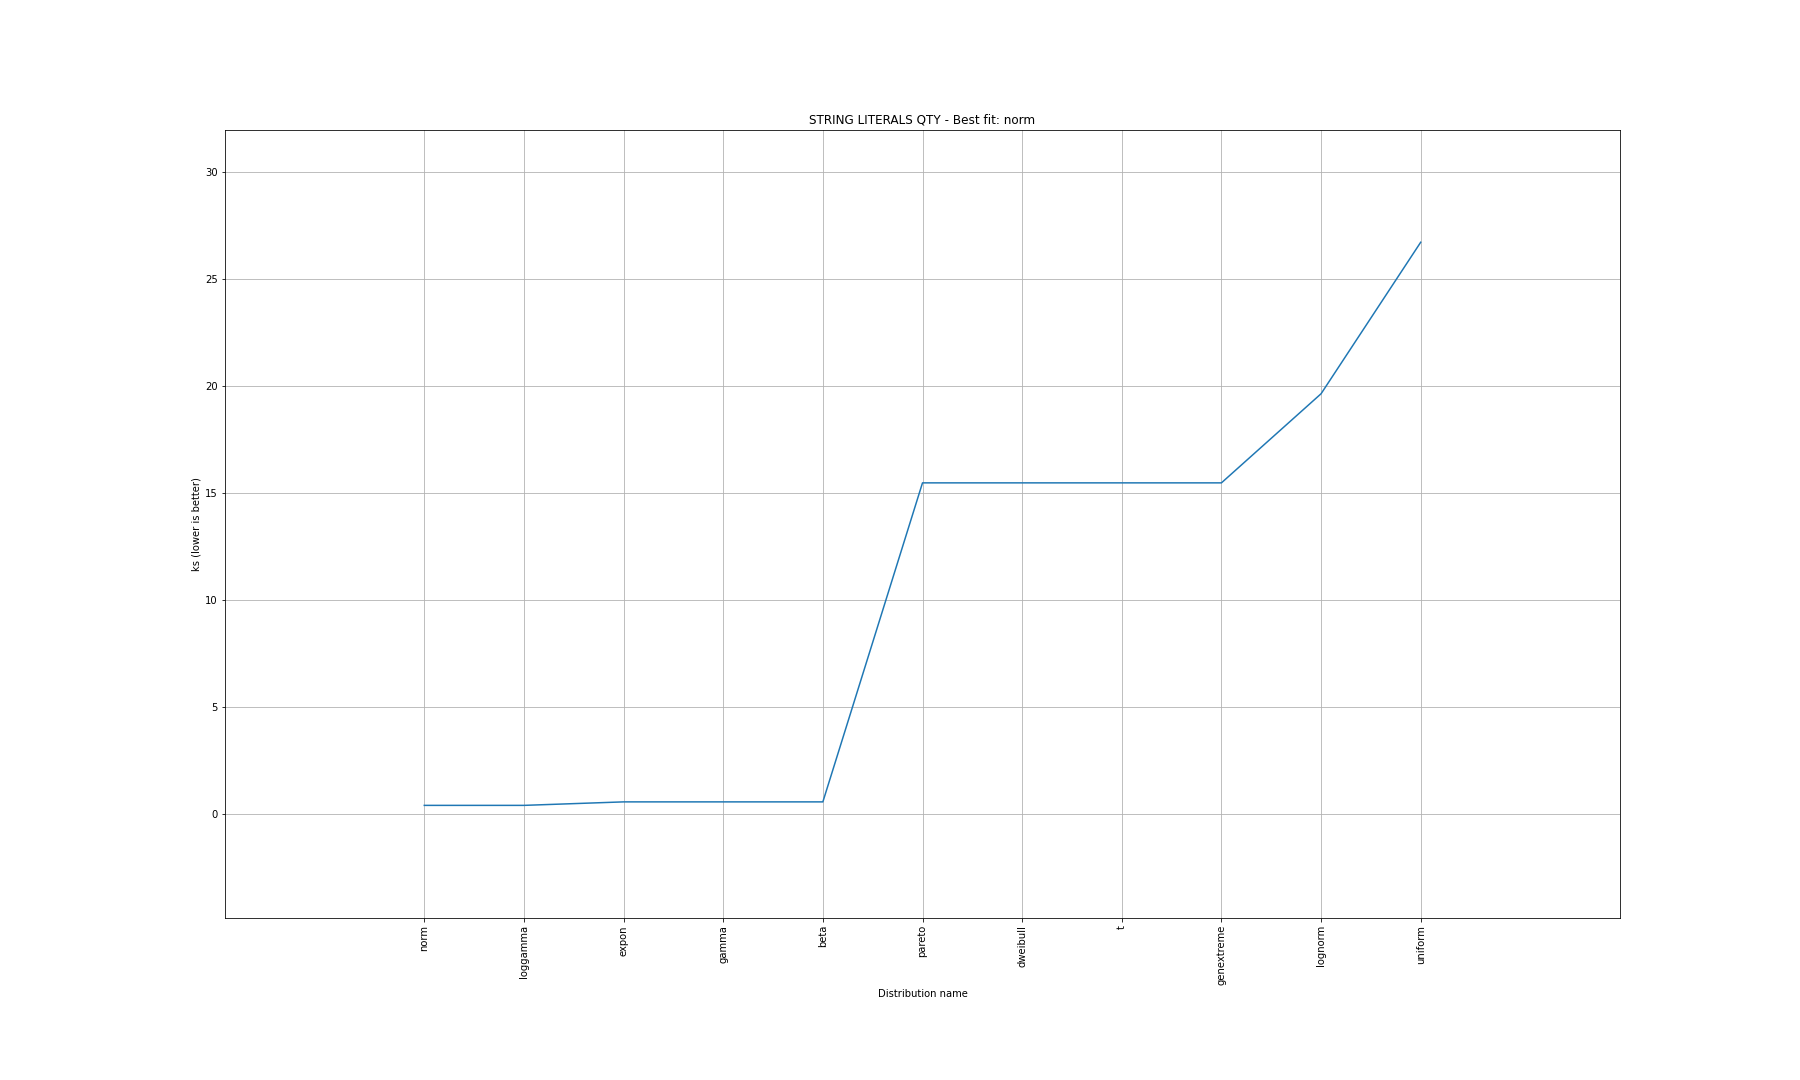 STRING LITERALS QTY - Best fit: norm
ks (lower is better)
30
25
20
15
10
5
0
norm
loggamma
expon
gamma
beta
pareto
dweibull
t
genextreme
lognorm
uniform
Distribution name